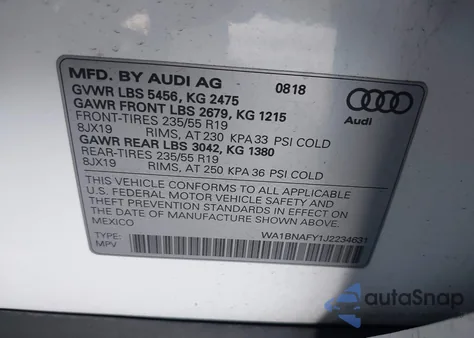 MFD. BY AUDI AG 0818
GVWR LBS 5456, KG 2475
GAWR FRONT LBS 2679, KG 1215
FRONT-TIRES 235/55 R19
8JX19 RIMS, AT 230 KPA 33 PSI COLD
GAWR REAR LBS 3042, KG 1380
REAR-TIRES 235/55 R19
8JX19 RIMS, AT 250 KPA 36 PSI COLD
Audi
THIS VEHICLE CONFORMS TO ALL APPLICABLE
U.S. FEDERAL MOTOR VEHICLE SAFETY AND
THEFT PREVENTION STANDARDS IN EFFECT ON
THE DATE OF MANUFACTURE SHOWN ABOVE.
MEXICO
TYPE: WA1BNAFY1J2234631
MPV
autoSnap